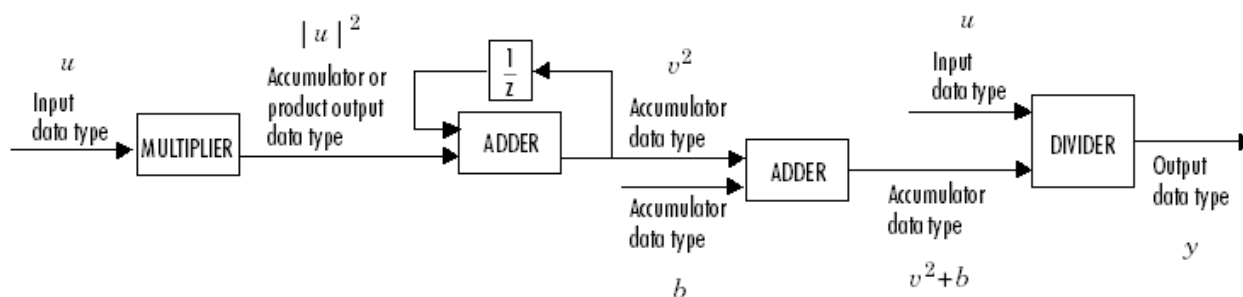 u
Input
data type
MULTIPLIER
|u|²
Accumulator or
product output
data type
1
z
ADDER
v²
Accumulator
data type
Accumulator
data type
b
ADDER
Accumulator
data type
v²+b
u
Input
data type
DIVIDER
Output
data type
y